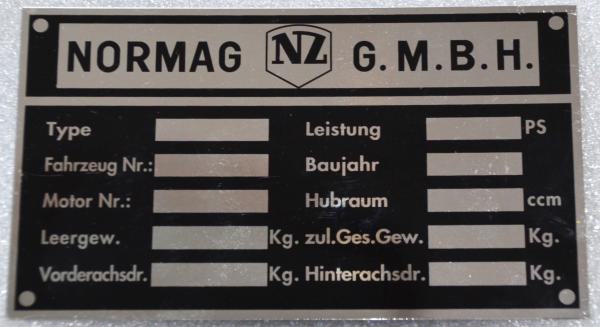 NORMAG NZ G.M.B.H.
Type Leistung PS
Fahrzeug Nr.: Baujahr
Motor Nr.: Hubraum ccm
Leergew. Kg. zul.Ges.Gew. Kg.
Vorderachsdr. Kg. Hinterachsdr. Kg.